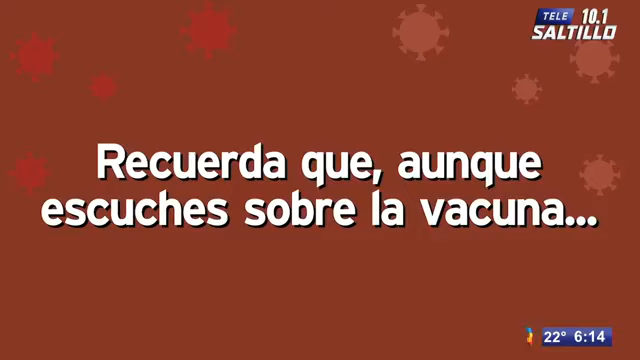 TELE 10.1
SALTILLO
Recuerda que, aunque
escuches sobre la vacuna...
22° 6:14